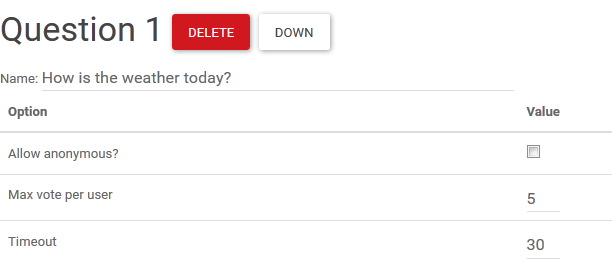 Question 1 DELETE DOWN
Name: How is the weather today?
Option Value
Allow anonymous?
Max vote per user 5
Timeout 30